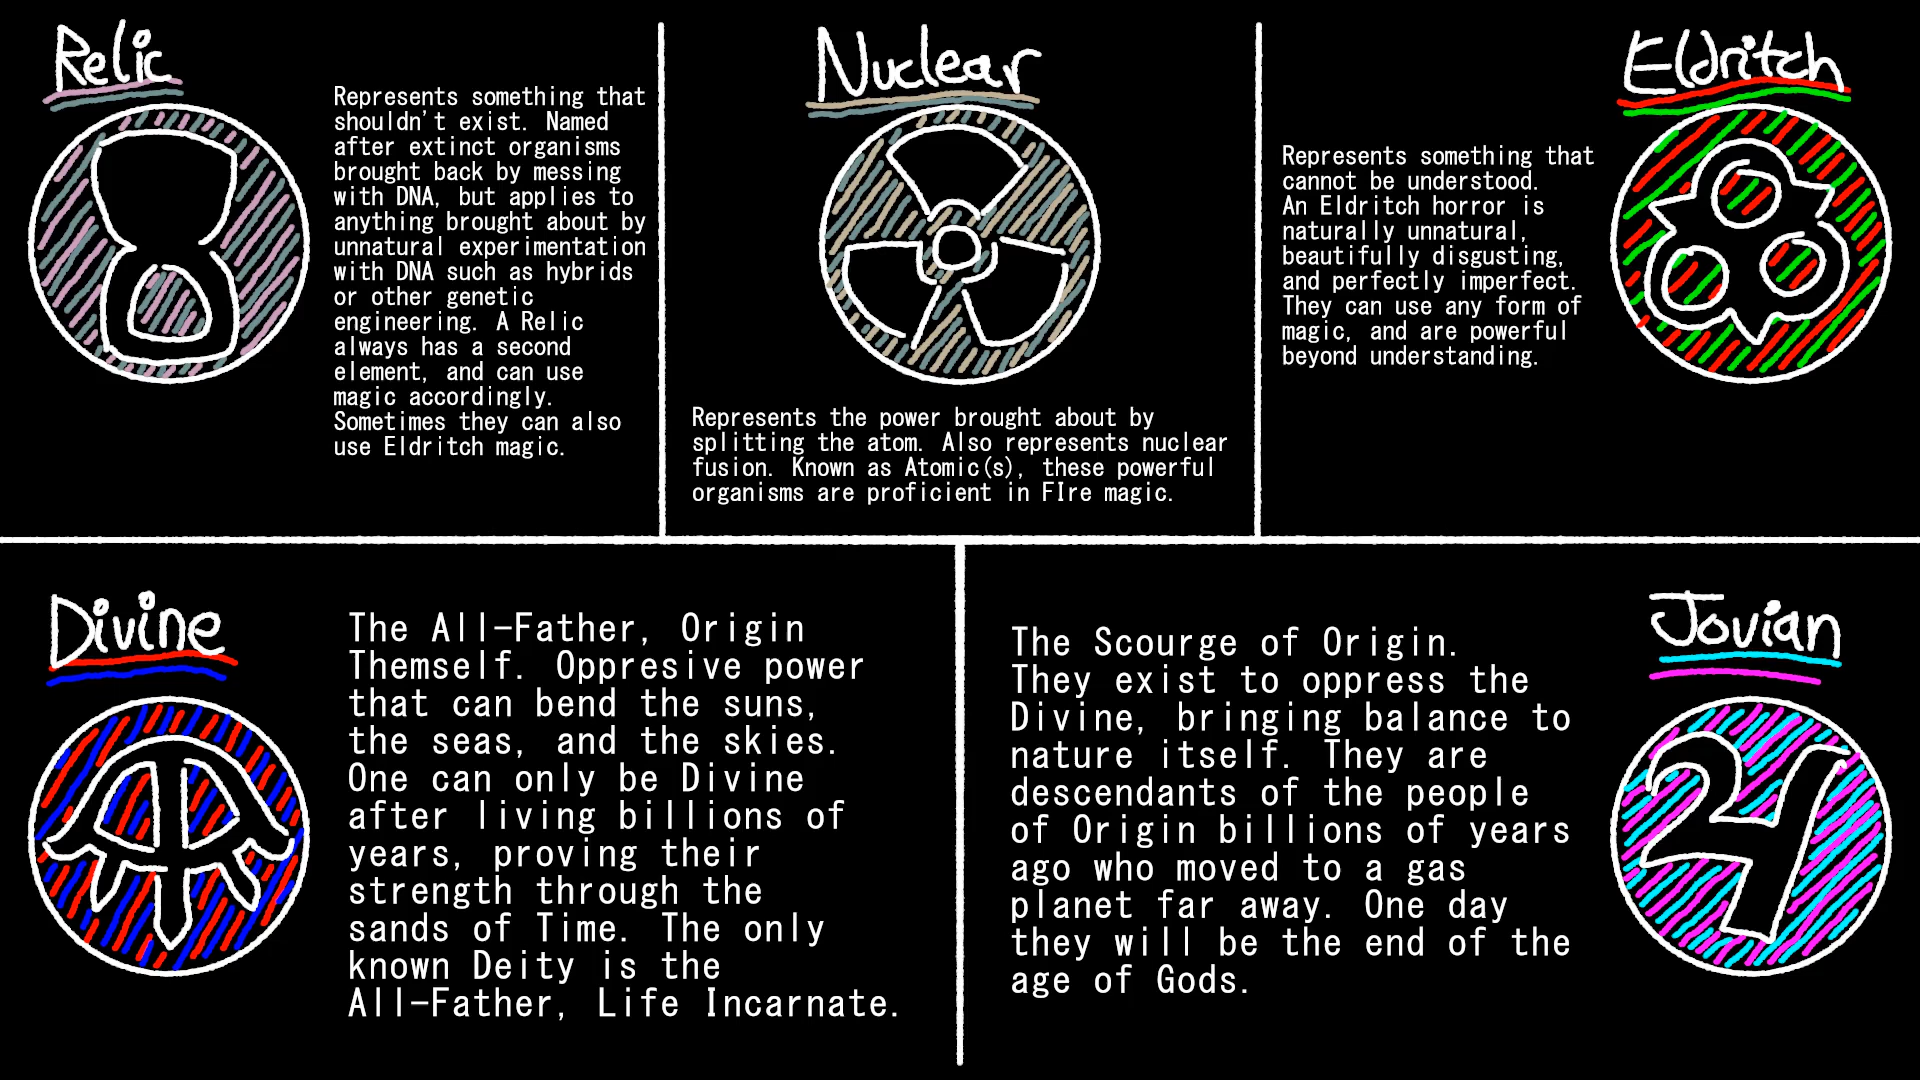 Relic
Represents something that
shouldn't exist. Named
after extinct organisms
brought back by messing
with DNA, but applies to
anything brought about by
unnatural experimentation
with DNA such as hybrids
or other genetic
engineering. A Relic
always has a second
element, and can use
magic accordingly.
Sometimes they can also
use Eldritch magic.
Nuclear
Represents the power brought about by
splitting the atom. Also represents nuclear
fusion. Known as Atomic(s), these powerful
organisms are proficient in FIre magic.
Eldritch
Represents something that
cannot be understood.
An Eldritch horror is
naturally unnatural,
beautifully disgusting,
and perfectly imperfect.
They can use any form of
magic, and are powerful
beyond understanding.
Divine
The All-Father, Origin
Themself. Oppresive power
that can bend the suns,
the seas, and the skies.
One can only be Divine
after living billions of
years, proving their
strength through the
sands of Time. The only
known Deity is the
All-Father, Life Incarnate.
Jovian
The Scourge of Origin.
They exist to oppress the
Divine, bringing balance to
nature itself. They are
descendants of the people
of Origin billions of years
ago who moved to a gas
planet far away. One day
they will be the end of the
age of Gods.